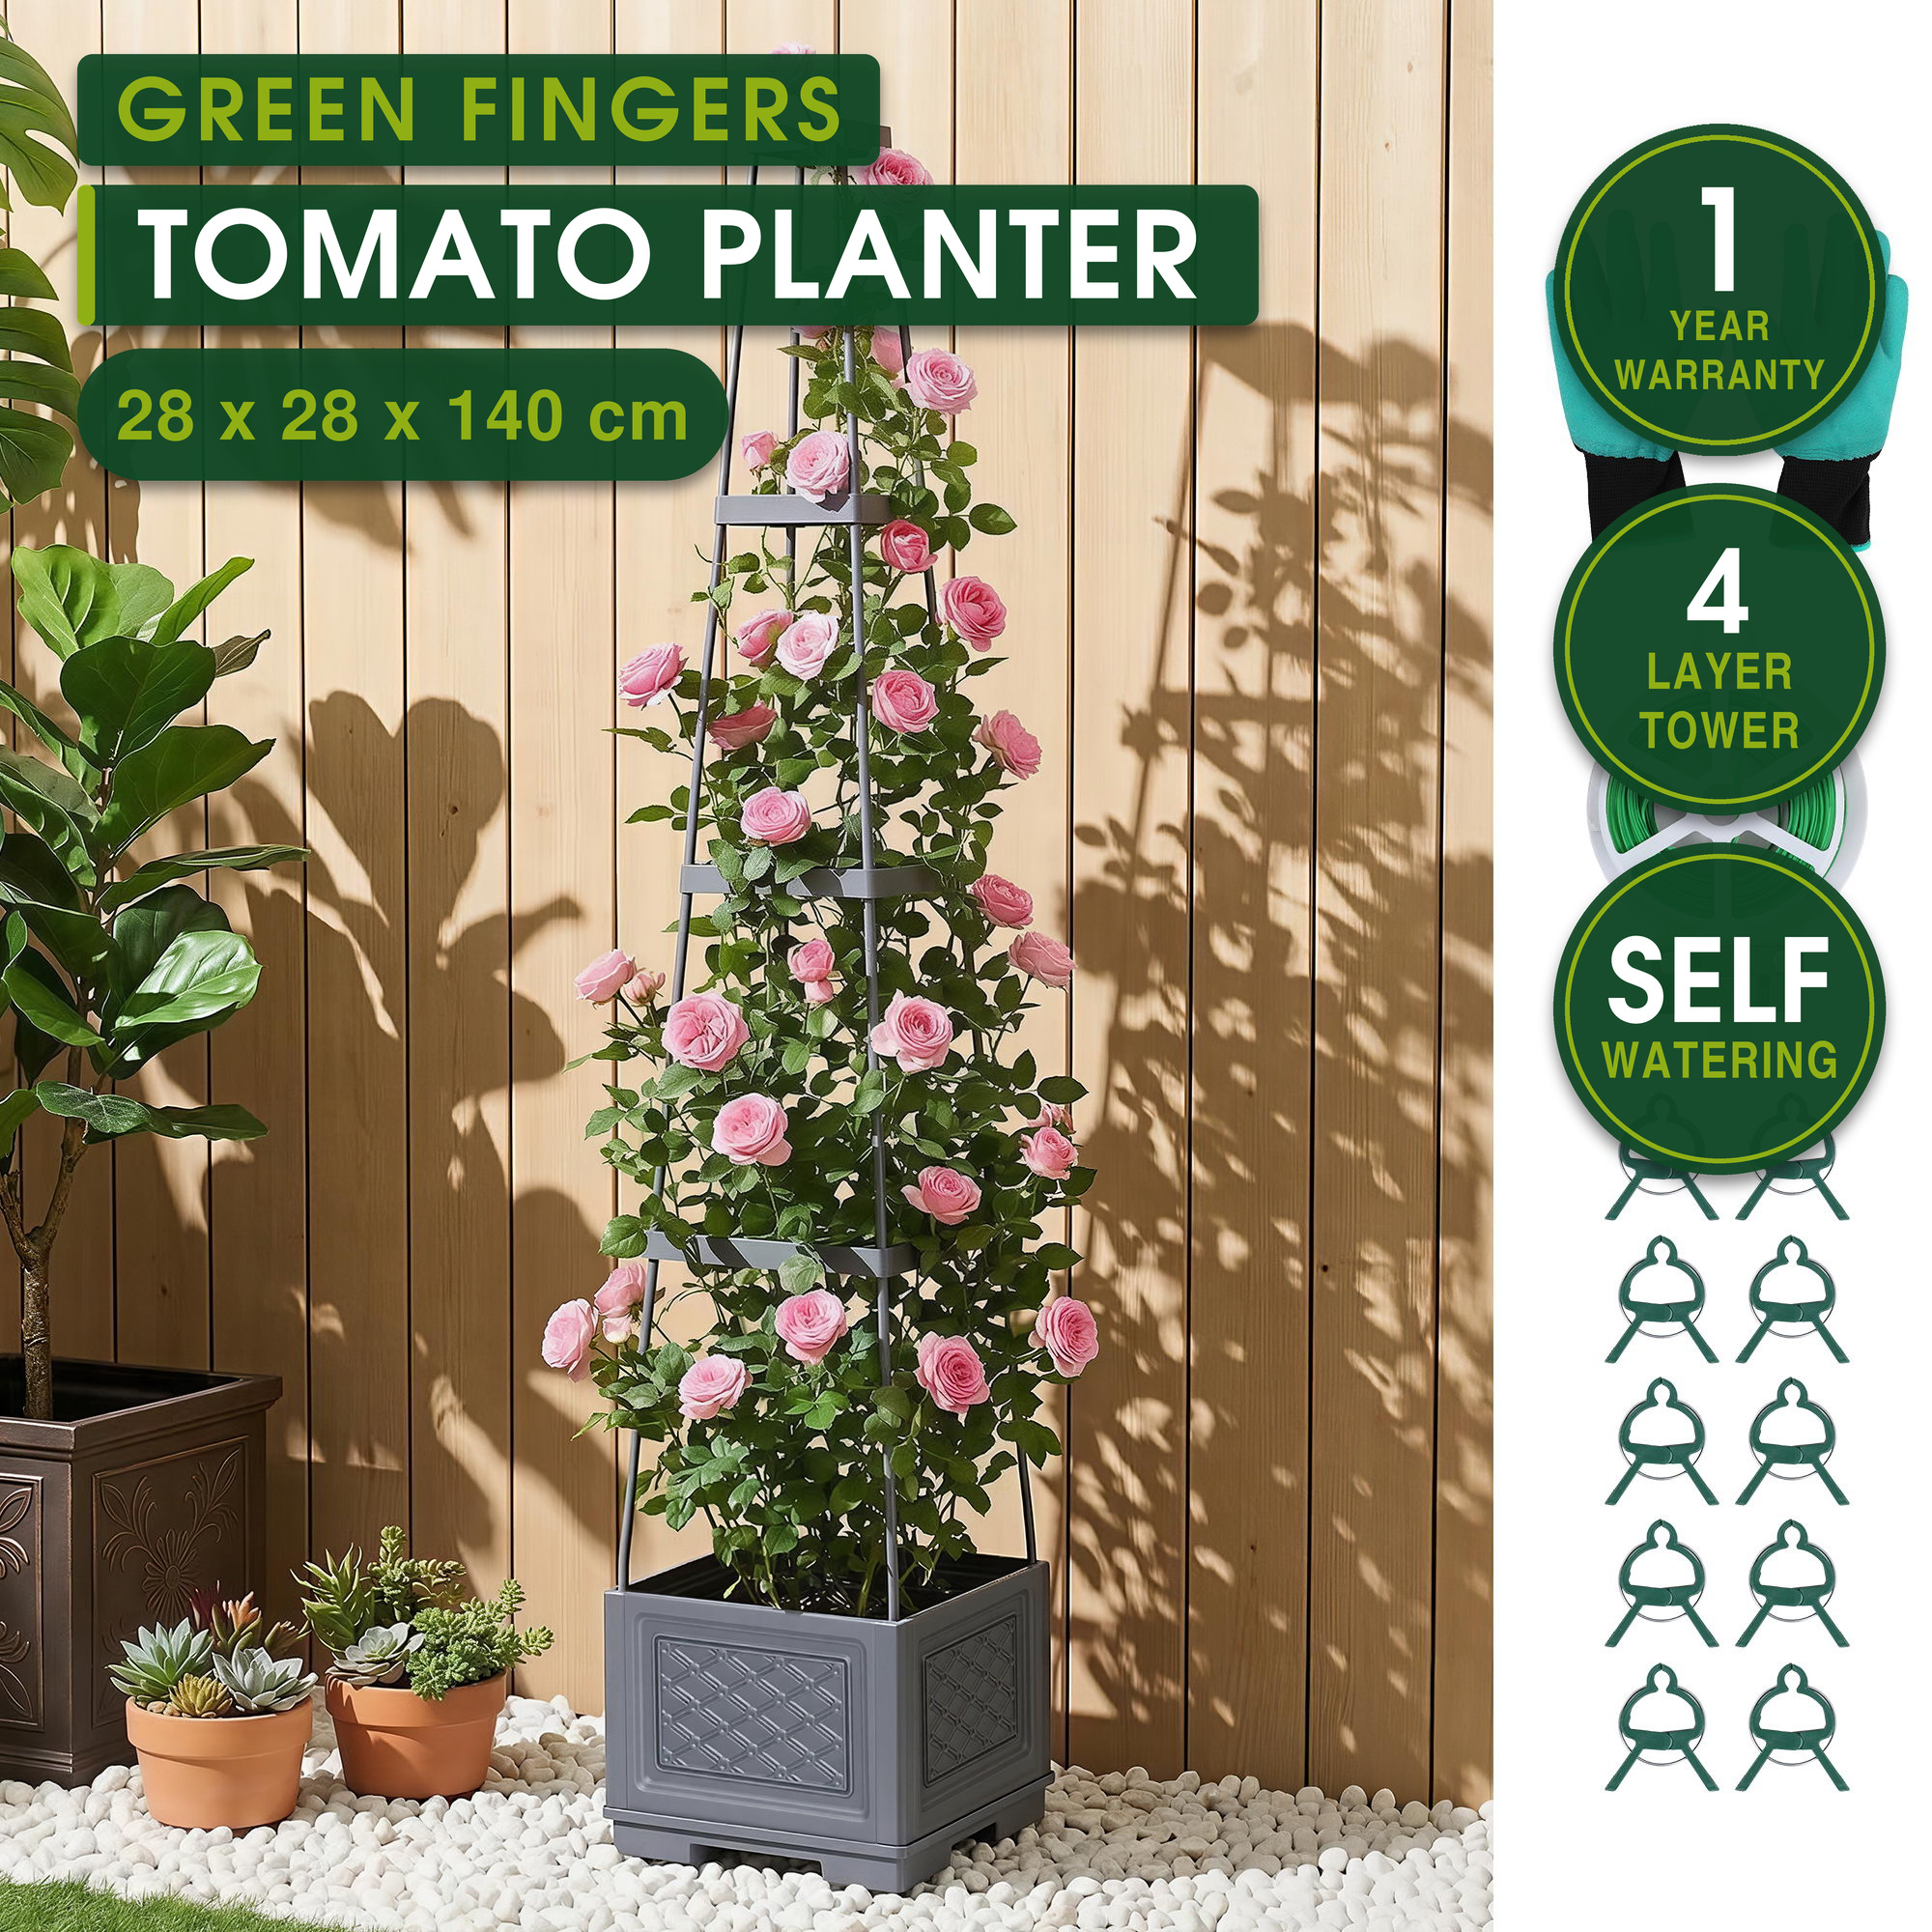 GREEN FINGERS
TOMATO PLANTER
28 x 28 x 140 cm
1
YEAR
WARRANTY
4
LAYER
TOWER
SELF
WATERING